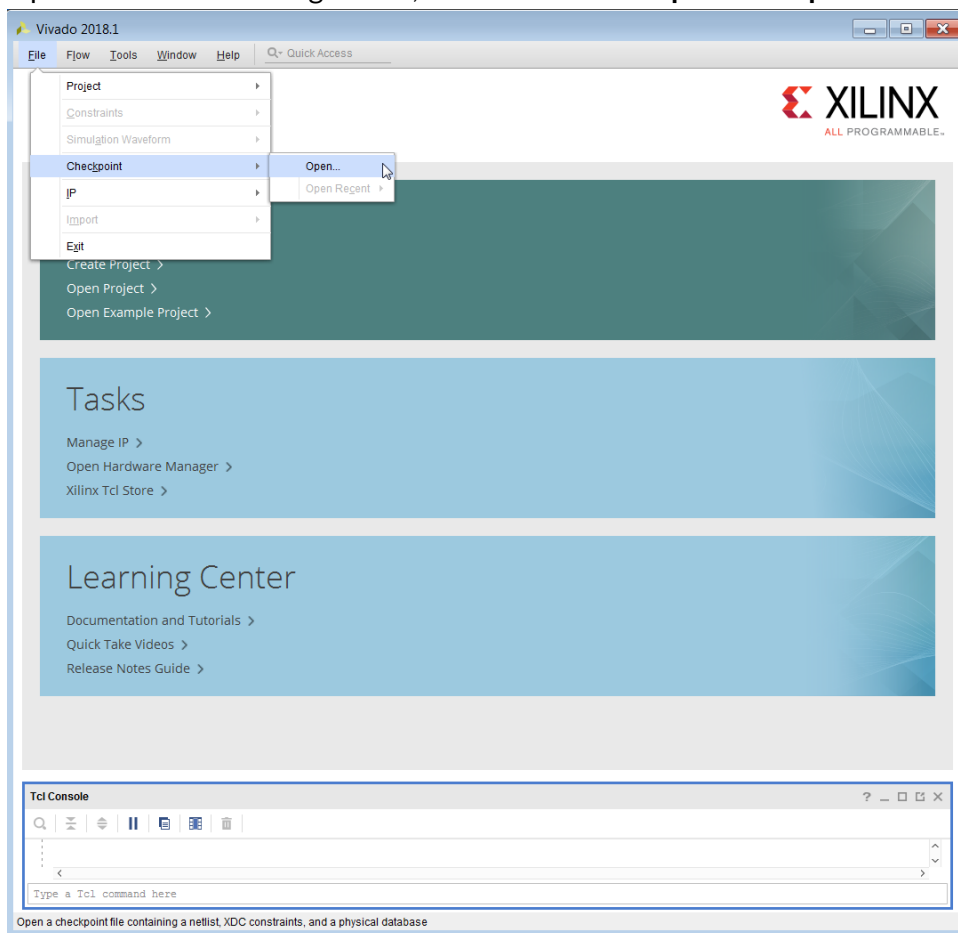 Vivado 2018.1
File Flow Tools Window Help Quick Access
Project
Constraints
Simulation Waveform
Checkpoint
IP
Import
Exit
Open...
Open Recent
XILINX
ALL PROGRAMMABLE.
Create Project >
Open Project >
Open Example Project >
Tasks
Manage IP >
Open Hardware Manager >
Xilinx Tcl Store >
Learning Center
Documentation and Tutorials >
Quick Take Videos >
Release Notes Guide >
Tcl Console
Type a Tcl command here
Open a checkpoint file containing a netlist, XDC constraints, and a physical database